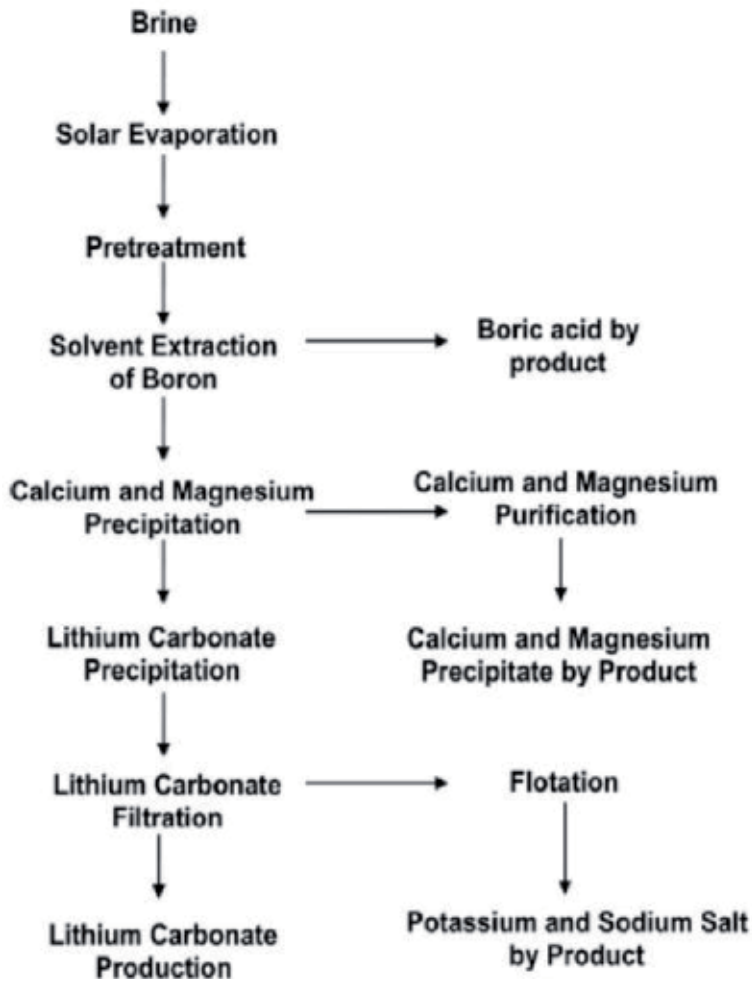 Brine
Solar Evaporation
Pretreatment
Solvent Extraction
of Boron
Boric acid by
product
Calcium and Magnesium
Precipitation
Calcium and Magnesium
Purification
Lithium Carbonate
Precipitation
Calcium and Magnesium
Precipitate by Product
Lithium Carbonate
Filtration
Flotation
Lithium Carbonate
Production
Potassium and Sodium Salt
by Product